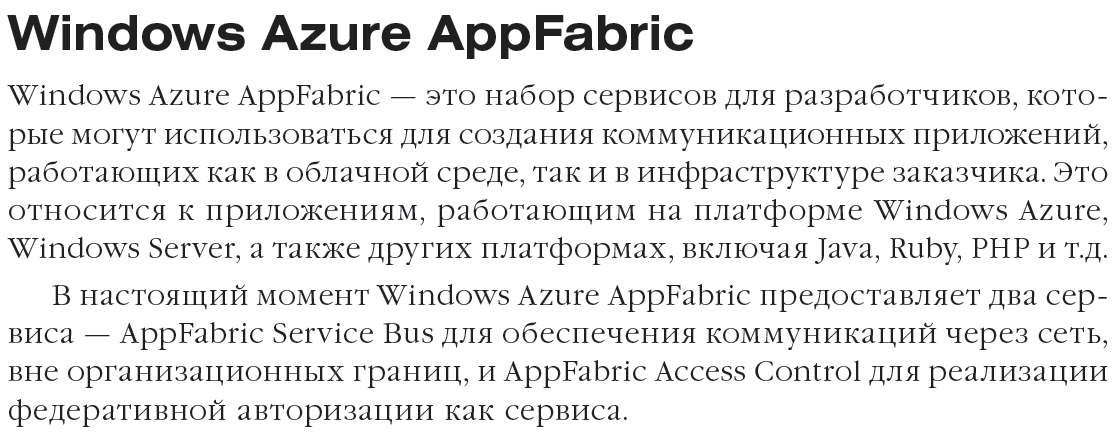 Windows Azure AppFabric
Windows Azure AppFabric — это набор сервисов для разработчиков, кото-
рые могут использоваться для создания коммуникационных приложений,
работающих как в облачной среде, так и в инфраструктуре заказчика. Это
относится к приложениям, работающим на платформе Windows Azure,
Windows Server, а также других платформах, включая Java, Ruby, PHP и т.д.
В настоящий момент Windows Azure AppFabric предоставляет два сер-
виса — AppFabric Service Bus для обеспечения коммуникаций через сеть,
вне организационных границ, и AppFabric Access Control для реализации
федеративной авторизации как сервиса.